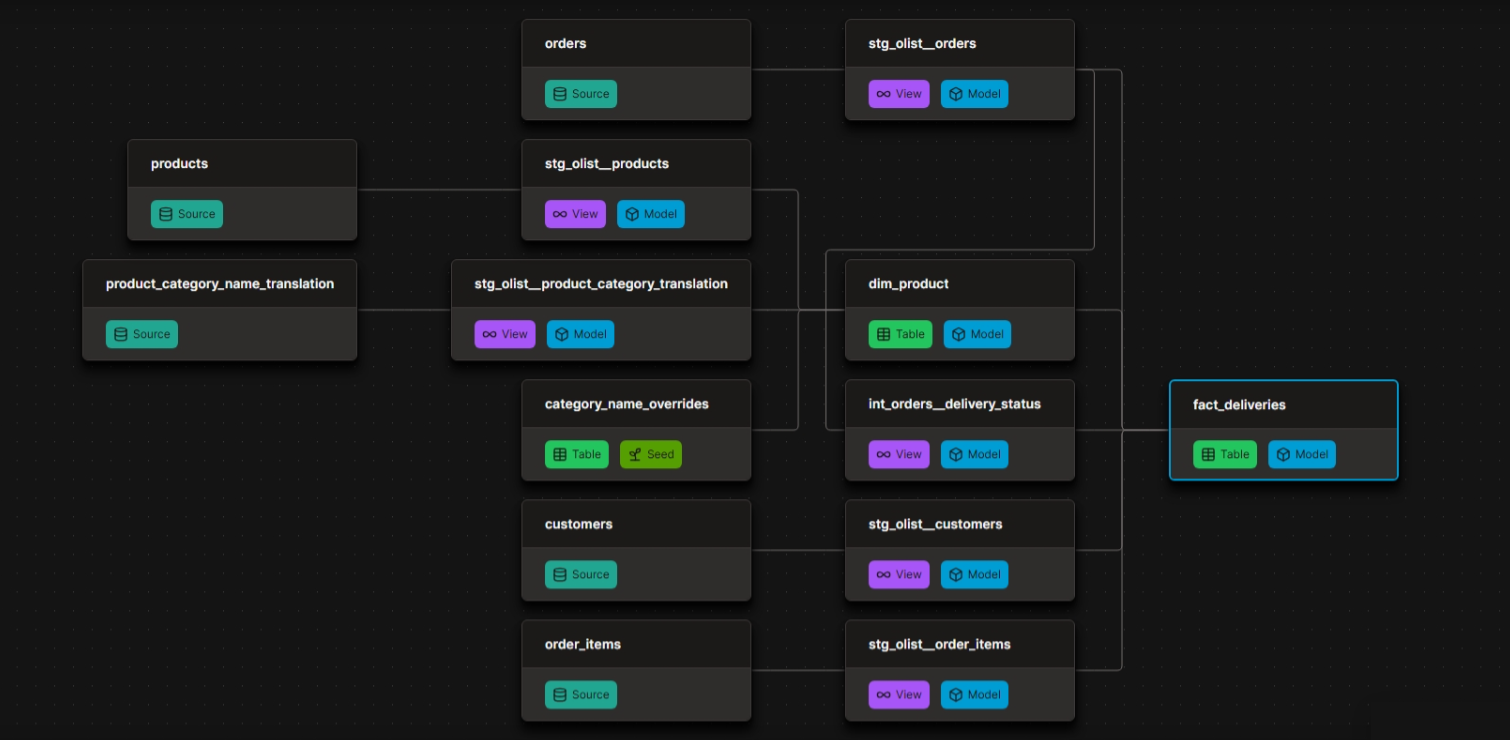 orders
Source
stg_olist__orders
View Model
products
Source
stg_olist__products
View Model
product_category_name_translation
Source
stg_olist__product_category_translation
View Model
dim_product
Table Model
category_name_overrides
Table Seed
int_orders__delivery_status
View Model
fact_deliveries
Table Model
customers
Source
stg_olist__customers
View Model
order_items
Source
stg_olist__order_items
View Model